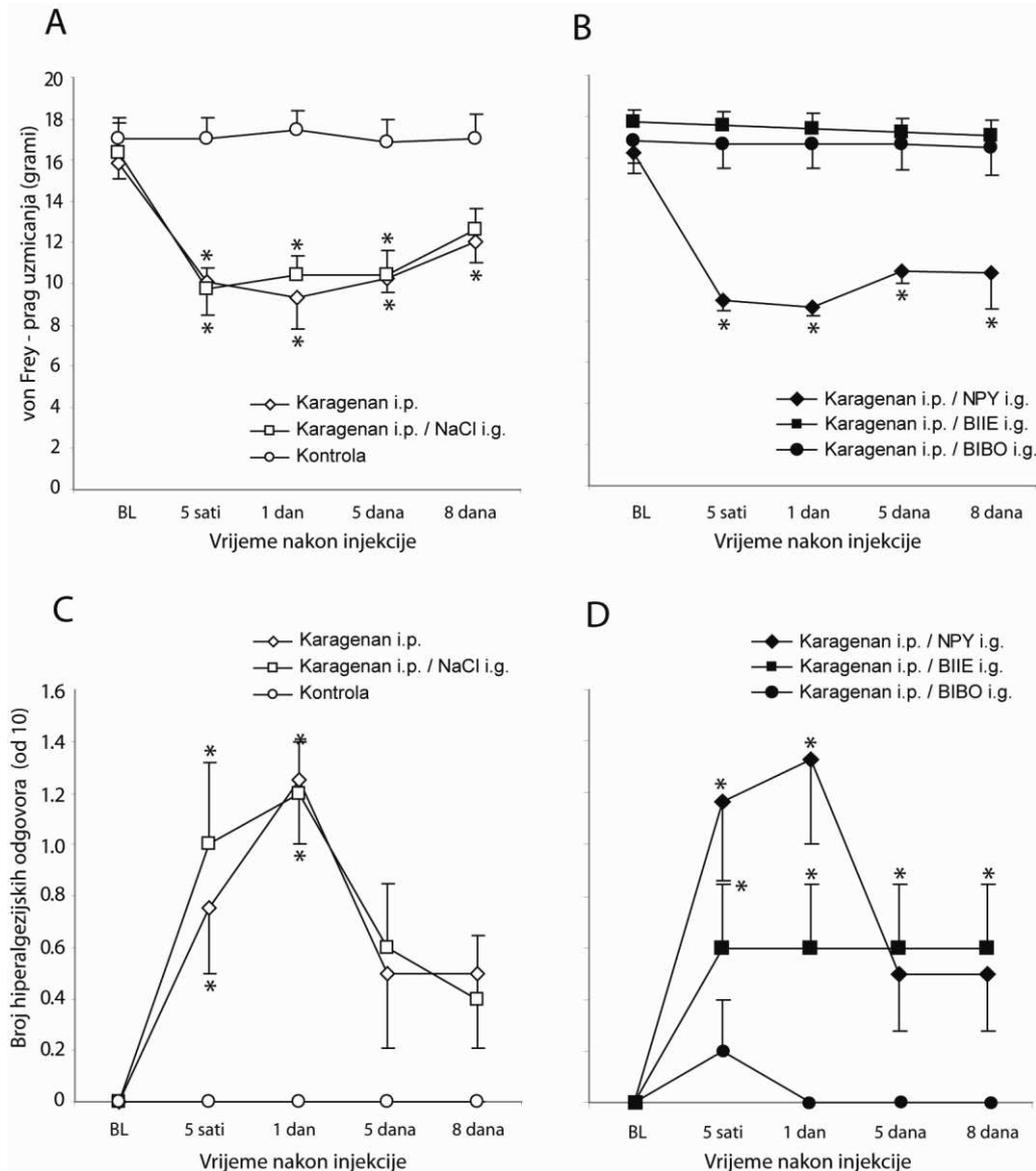 A
von Frey - prag uzmicanja (grami)
20
18
16
14
12
10
8
6
4
2
0
*
*
*
*
*
*
*
Karagenan i.p.
Karagenan i.p. / NaCl i.g.
Kontrola
BL
5 sati
1 dan
5 dana
8 dana
Vrijeme nakon injekcije
B
*
*
*
*
Karagenan i.p. / NPY i.g.
Karagenan i.p. / BIIE i.g.
Karagenan i.p. / BIBO i.g.
BL
5 sati
1 dan
5 dana
8 dana
Vrijeme nakon injekcije
C
Karagenan i.p.
Karagenan i.p. / NaCl i.g.
Kontrola
Broj hiperalgezijskih odgovora (od 10)
1.6
1.4
1.2
1.0
0.8
0.6
0.4
0.2
0
*
*
*
*
BL
5 sati
1 dan
5 dana
8 dana
Vrijeme nakon injekcije
D
Karagenan i.p. / NPY i.g.
Karagenan i.p. / BIIE i.g.
Karagenan i.p. / BIBO i.g.
*
*
*
*
*
*
BL
5 sati
1 dan
5 dana
8 dana
Vrijeme nakon injekcije